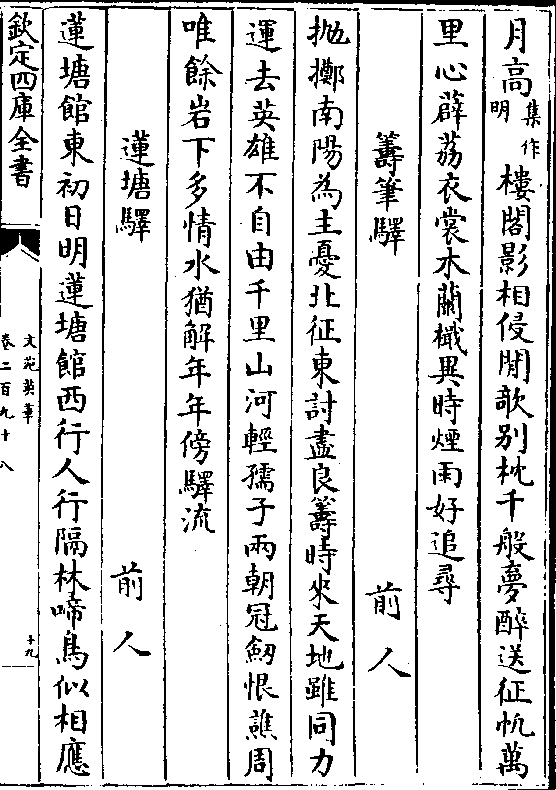 月高集作明樓閣影相侵閒歌别枕千般夢醉送征帆萬
里心薜荔衣裳木蘭檝異時煙雨好追尋
籌筆驛 前人
抛擲南陽為主憂北征東討盡良籌時來天地雖同力
運去英雄不自由千里山河輕孺子兩朝冠劒恨譙周
唯餘岩下多情水猶解年年傍驛流
蓮塘驛 前人
蓮塘館東初日明蓮塘館西行人行隔林啼鳥似相應
欽定四庫全書
文苑英華
卷二百九十八
十九